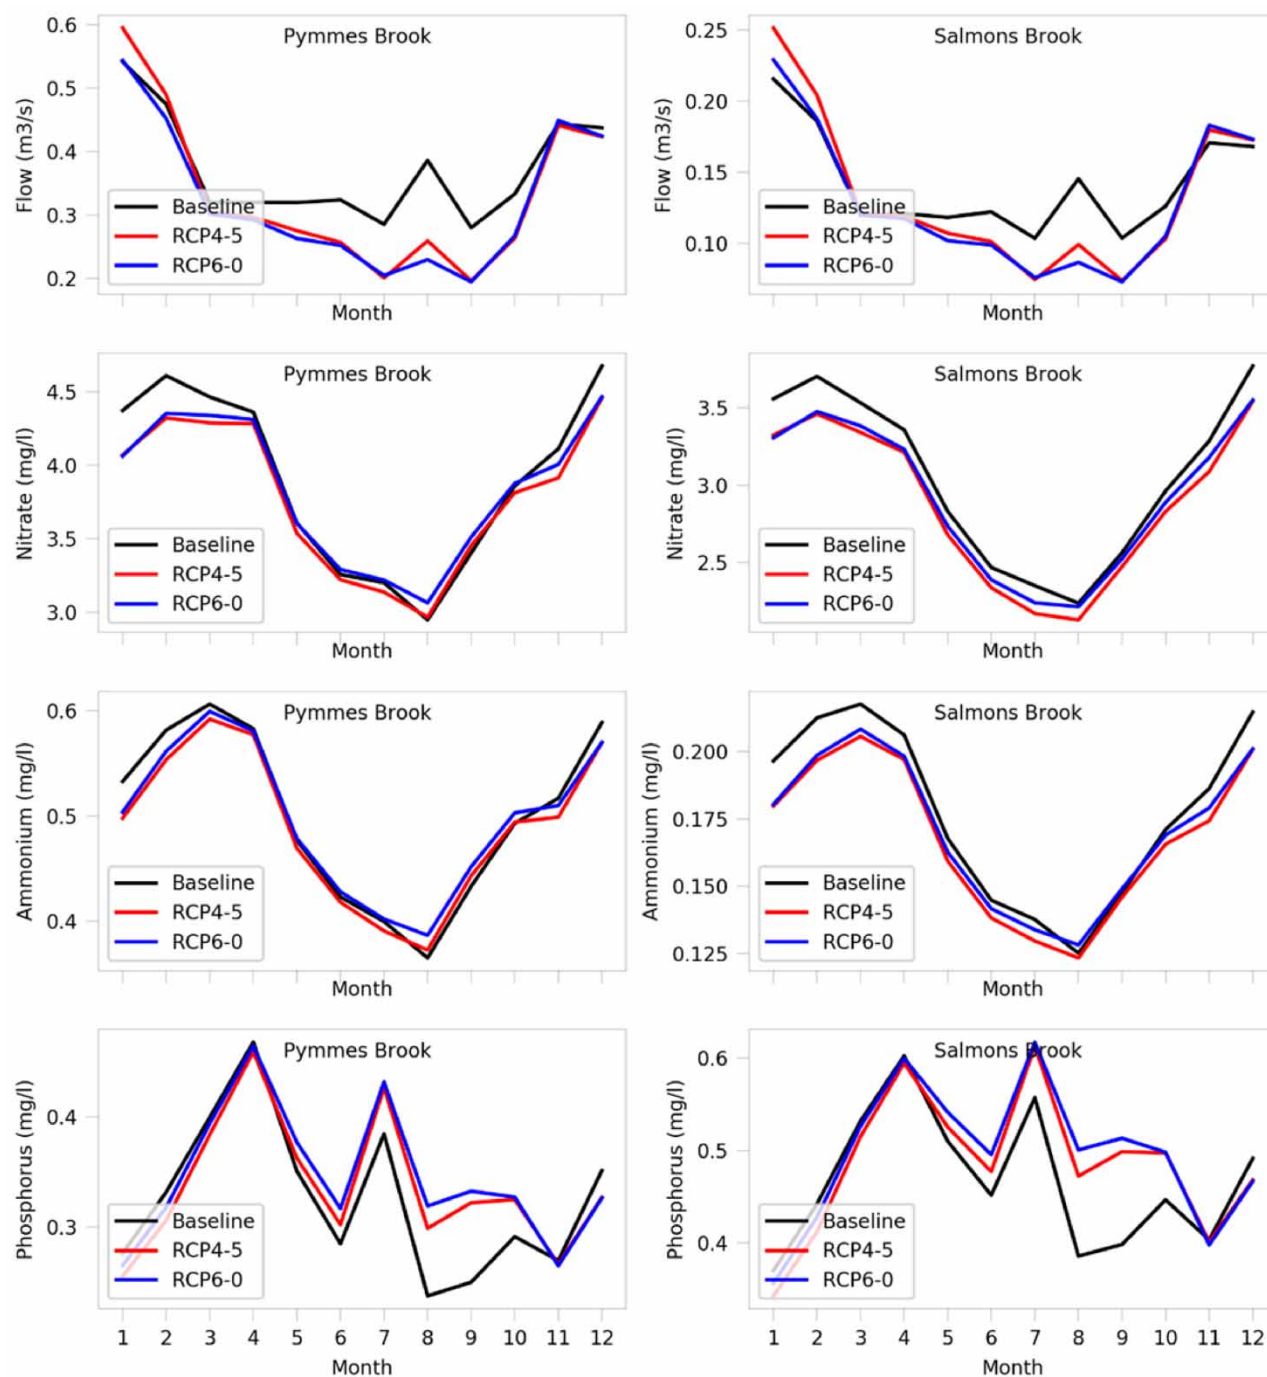 Pymmes Brook
Flow (m3/s)
0.6
0.5
0.4
0.3
0.2
Baseline
RCP4-5
RCP6-0
Month
Salmons Brook
Flow (m3/s)
0.25
0.20
0.15
0.10
Baseline
RCP4-5
RCP6-0
Month
Pymmes Brook
Nitrate (mg/l)
4.5
4.0
3.5
3.0
Baseline
RCP4-5
RCP6-0
Month
Salmons Brook
Nitrate (mg/l)
3.5
3.0
2.5
Baseline
RCP4-5
RCP6-0
Month
Pymmes Brook
Ammonium (mg/l)
0.6
0.5
0.4
Baseline
RCP4-5
RCP6-0
Month
Salmons Brook
Ammonium (mg/l)
0.200
0.175
0.150
0.125
Baseline
RCP4-5
RCP6-0
Month
Pymmes Brook
Phosphorus (mg/l)
0.4
0.3
Baseline
RCP4-5
RCP6-0
1 2 3 4 5 6 7 8 9 10 11 12
Month
Salmons Brook
Phosphorus (mg/l)
0.6
0.5
0.4
Baseline
RCP4-5
RCP6-0
1 2 3 4 5 6 7 8 9 10 11 12
Month